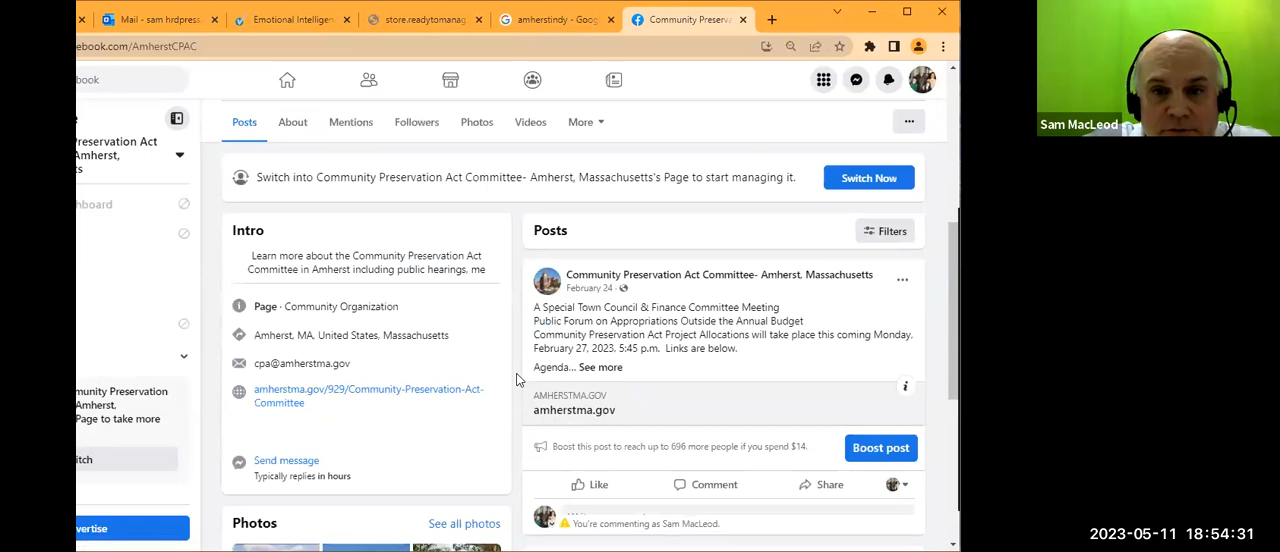 Mail - sam hrdpress
Emotional Intelligen
store.readytomanag
amherstindy - Goog
Community Preserva
ebook.com/AmherstCPAC
book
Posts
About
Mentions
Followers
Photos
Videos
More
Sam MacLeod
reservation Act
Amherst,
ts
Switch into Community Preservation Act Committee- Amherst, Massachusetts's Page to start managing it.
Switch Now
hboard
Intro
Learn more about the Community Preservation Act
Committee in Amherst including public hearings, me
Page · Community Organization
Amherst, MA, United States, Massachusetts
cpa@amherstma.gov
amherstma.gov/929/Community-Preservation-Act-
Committee
Send message
Typically replies in hours
Photos
See all photos
Posts
Filters
Community Preservation Act Committee- Amherst, Massachusetts
February 24 ·
A Special Town Council & Finance Committee Meeting
Public Forum on Appropriations Outside the Annual Budget
Community Preservation Act Project Allocations will take place this coming Monday,
February 27, 2023, 5:45 p.m. Links are below.
Agenda... See more
AMHERSTMA.GOV
amherstma.gov
Boost this post to reach up to 696 more people if you spend $14.
Boost post
Like
Comment
Share
You're commenting as Sam MacLeod.
munity Preservation
Amherst,
Page to take more
itch
vertise
2023-05-11 18:54:31